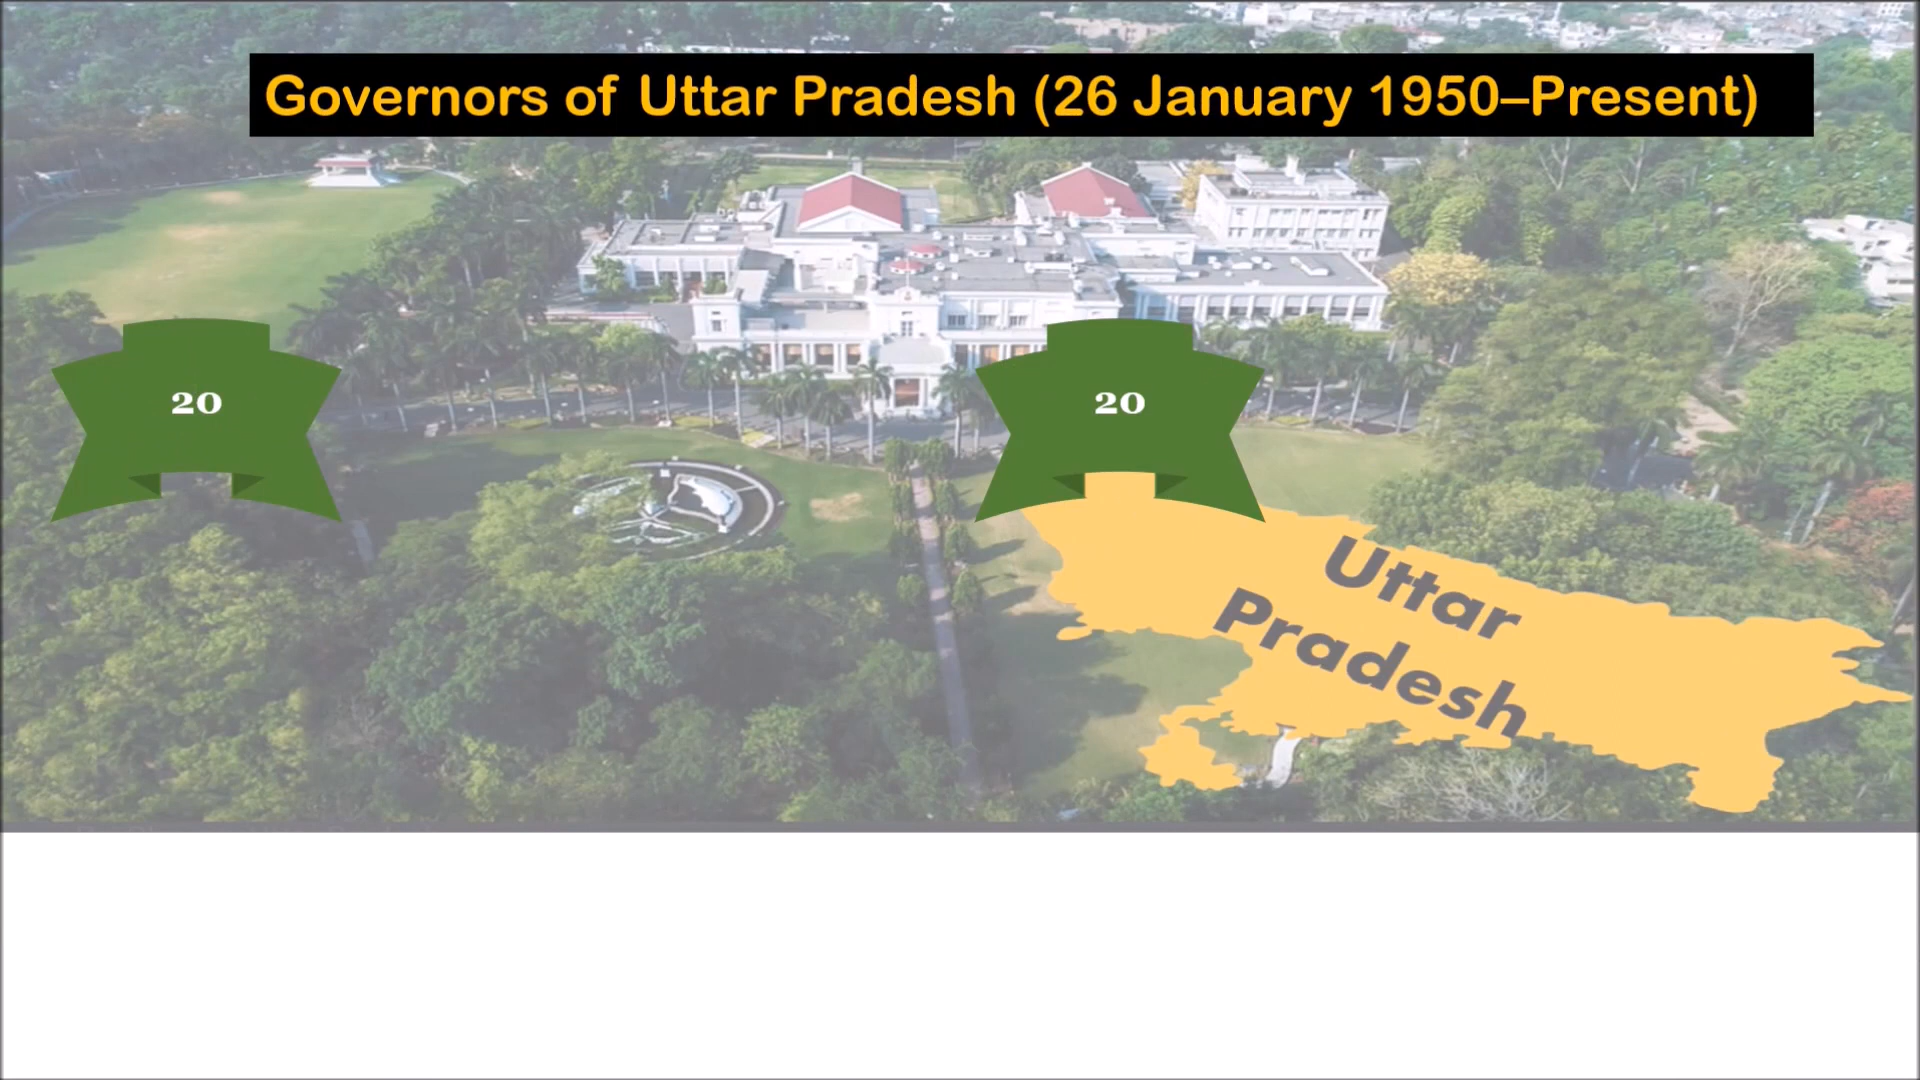 Governors of Uttar Pradesh (26 January 1950–Present)
20
20
Uttar
Pradesh